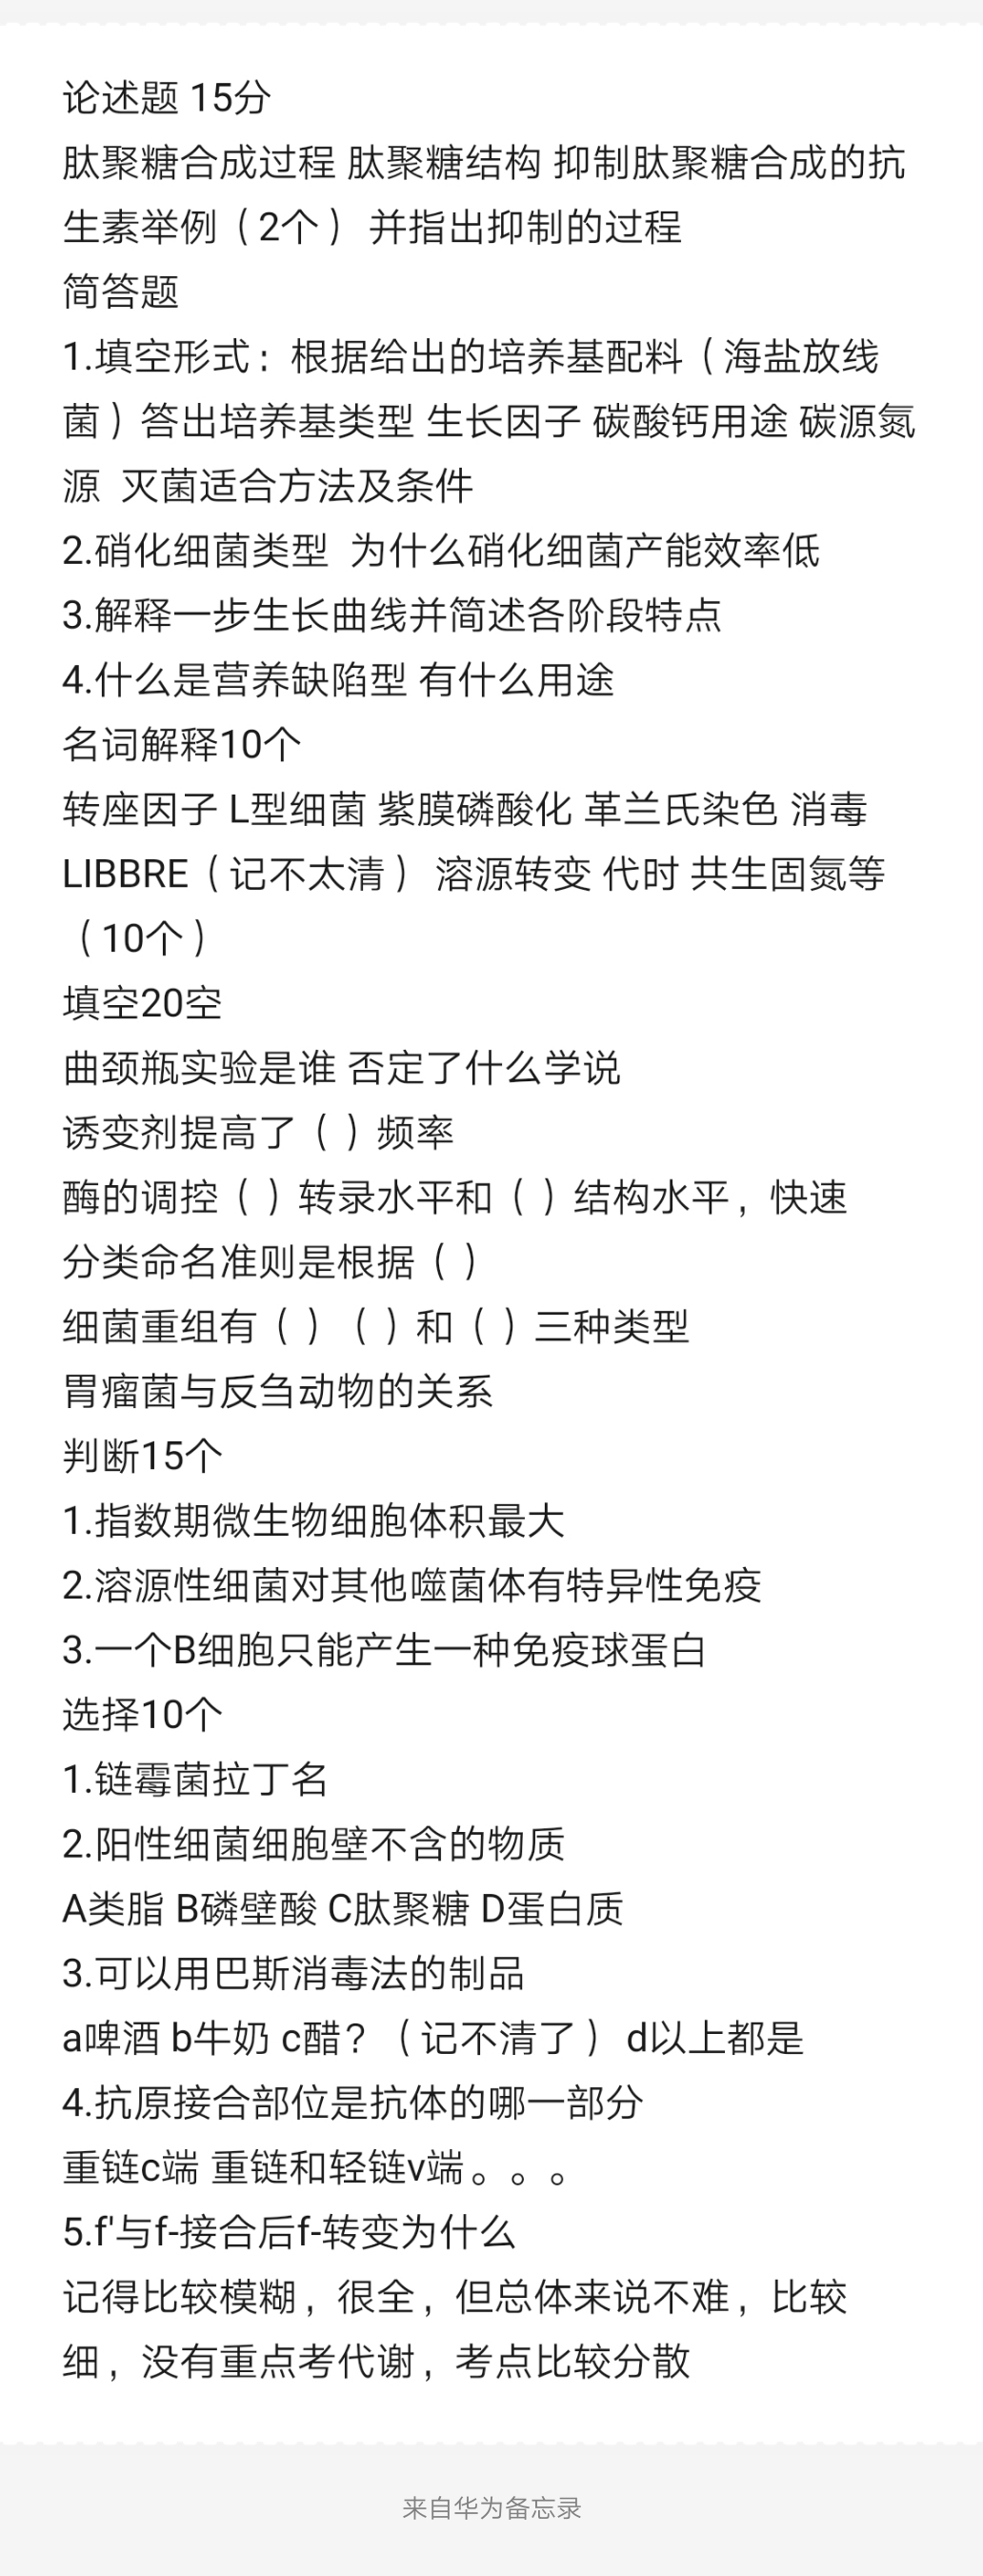 论述题 15分
肽聚糖合成过程 肽聚糖结构 抑制肽聚糖合成的抗
生素举例（2个） 并指出抑制的过程
简答题
1.填空形式：根据给出的培养基配料（海盐放线
菌）答出培养基类型 生长因子 碳酸钙用途 碳源氮
源  灭菌适合方法及条件
2.硝化细菌类型  为什么硝化细菌产能效率低
3.解释一步生长曲线并简述各阶段特点
4.什么是营养缺陷型 有什么用途
名词解释10个
转座因子 L型细菌 紫膜磷酸化 革兰氏染色 消毒
LIBBRE（记不太清） 溶源转变 代时 共生固氮等
（10个）
填空20空
曲颈瓶实验是谁 否定了什么学说
诱变剂提高了（ ）频率
酶的调控（ ）转录水平和（ ）结构水平，快速
分类命名准则是根据（ ）
细菌重组有（ ）（ ）和（ ）三种类型
胃瘤菌与反刍动物的关系
判断15个
1.指数期微生物细胞体积最大
2.溶源性细菌对其他噬菌体有特异性免疫
3.一个B细胞只能产生一种免疫球蛋白
选择10个
1.链霉菌拉丁名
2.阳性细菌细胞壁不含的物质
A类脂 B磷壁酸 C肽聚糖 D蛋白质
3.可以用巴斯消毒法的制品
a啤酒 b牛奶 c醋？（记不清了） d以上都是
4.抗原接合部位是抗体的哪一部分
重链c端 重链和轻链v端。。。
5.f'与f-接合后f-转变为什么
记得比较模糊，很全，但总体来说不难，比较
细，没有重点考代谢，考点比较分散
来自华为备忘录